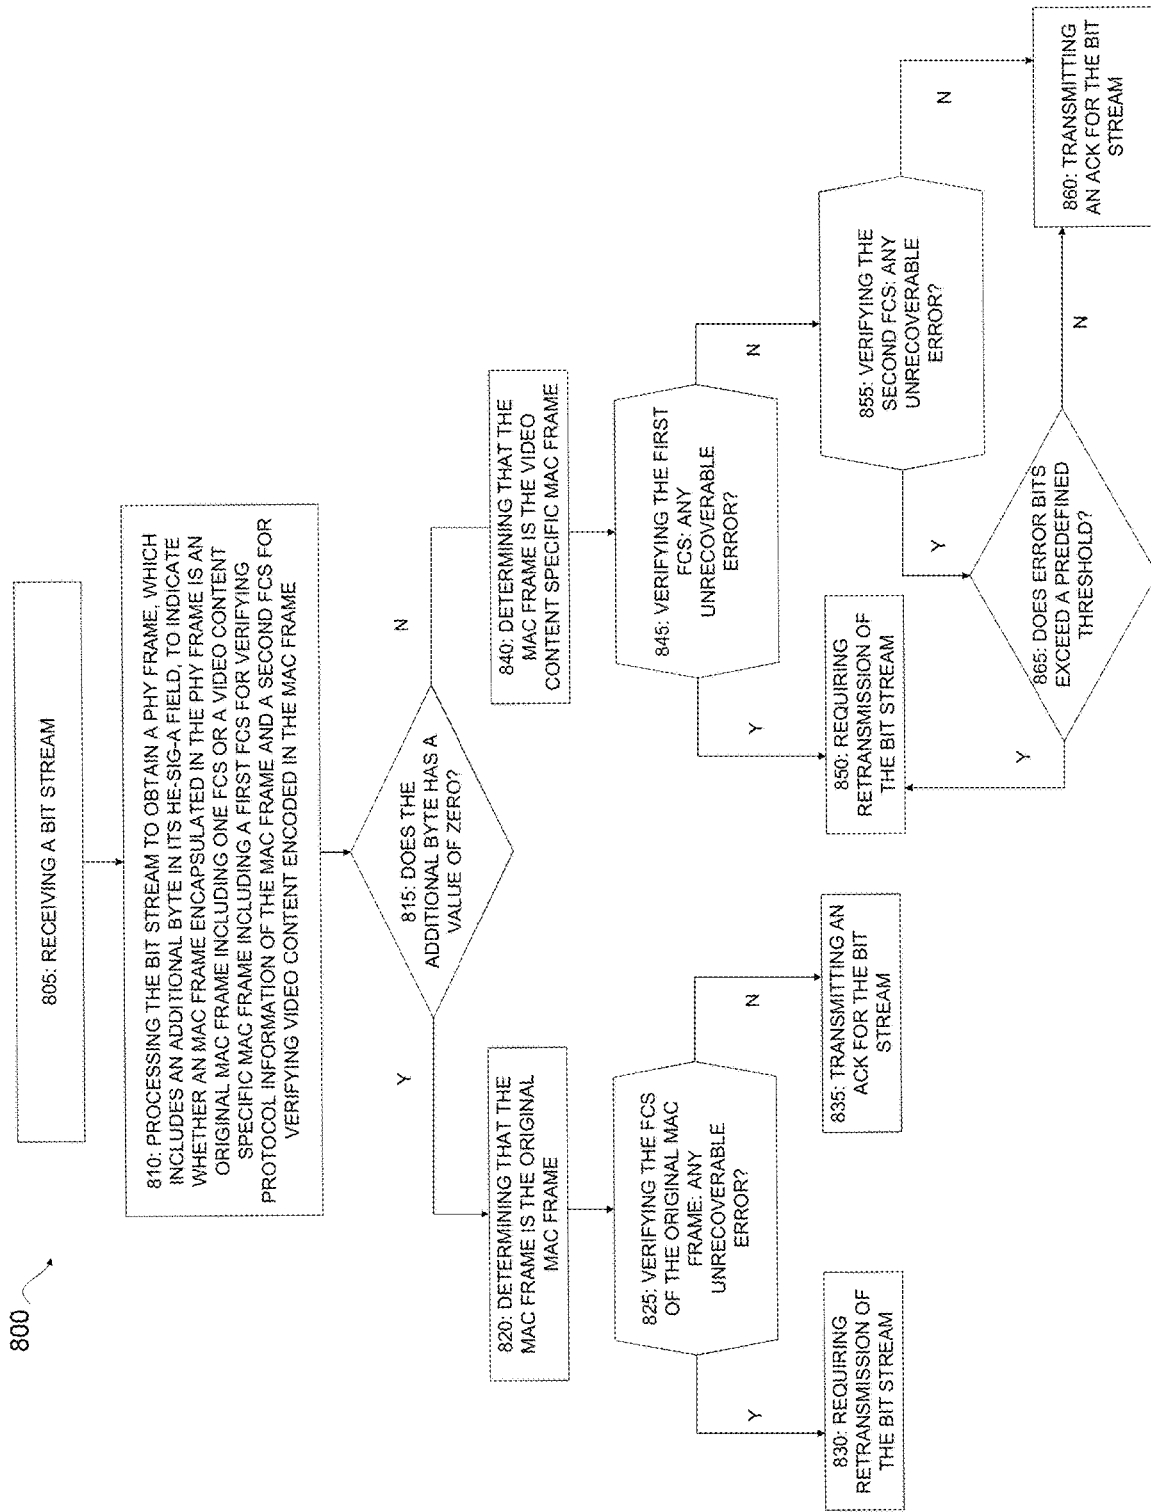 800
805: RECEIVING A BIT STREAM
810: PROCESSING THE BIT STREAM TO OBTAIN A PHY FRAME, WHICH
INCLUDES AN ADDITIONAL BYTE IN ITS HE-SIG-A FIELD, TO INDICATE
WHETHER AN MAC FRAME ENCAPSULATED IN THE PHY FRAME IS AN
ORIGINAL MAC FRAME INCLUDING ONE FCS OR A VIDEO CONTENT
SPECIFIC MAC FRAME INCLUDING A FIRST FCS FOR VERIFYING
PROTOCOL INFORMATION OF THE MAC FRAME AND A SECOND FCS FOR
VERIFYING VIDEO CONTENT ENCODED IN THE MAC FRAME
815: DOES THE
ADDITIONAL BYTE HAS A
VALUE OF ZERO?
Y
N
820: DETERMINING THAT THE
MAC FRAME IS THE ORIGINAL
MAC FRAME
840: DETERMINING THAT THE
MAC FRAME IS THE VIDEO
CONTENT SPECIFIC MAC FRAME
825: VERIFYING THE FCS
OF THE ORIGINAL MAC
FRAME: ANY
UNRECOVERABLE
ERROR?
845: VERIFYING THE FIRST
FCS: ANY
UNRECOVERABLE
ERROR?
Y
N
Y
N
830: REQUIRING
RETRANSMISSION OF
THE BIT STREAM
835: TRANSMITTING AN
ACK FOR THE BIT
STREAM
850: REQUIRING
RETRANSMISSION OF
THE BIT STREAM
855: VERIFYING THE
SECOND FCS: ANY
UNRECOVERABLE
ERROR?
Y
N
865: DOES ERROR BITS
EXCEED A PREDEFINED
THRESHOLD?
Y
N
860: TRANSMITTING
AN ACK FOR THE BIT
STREAM